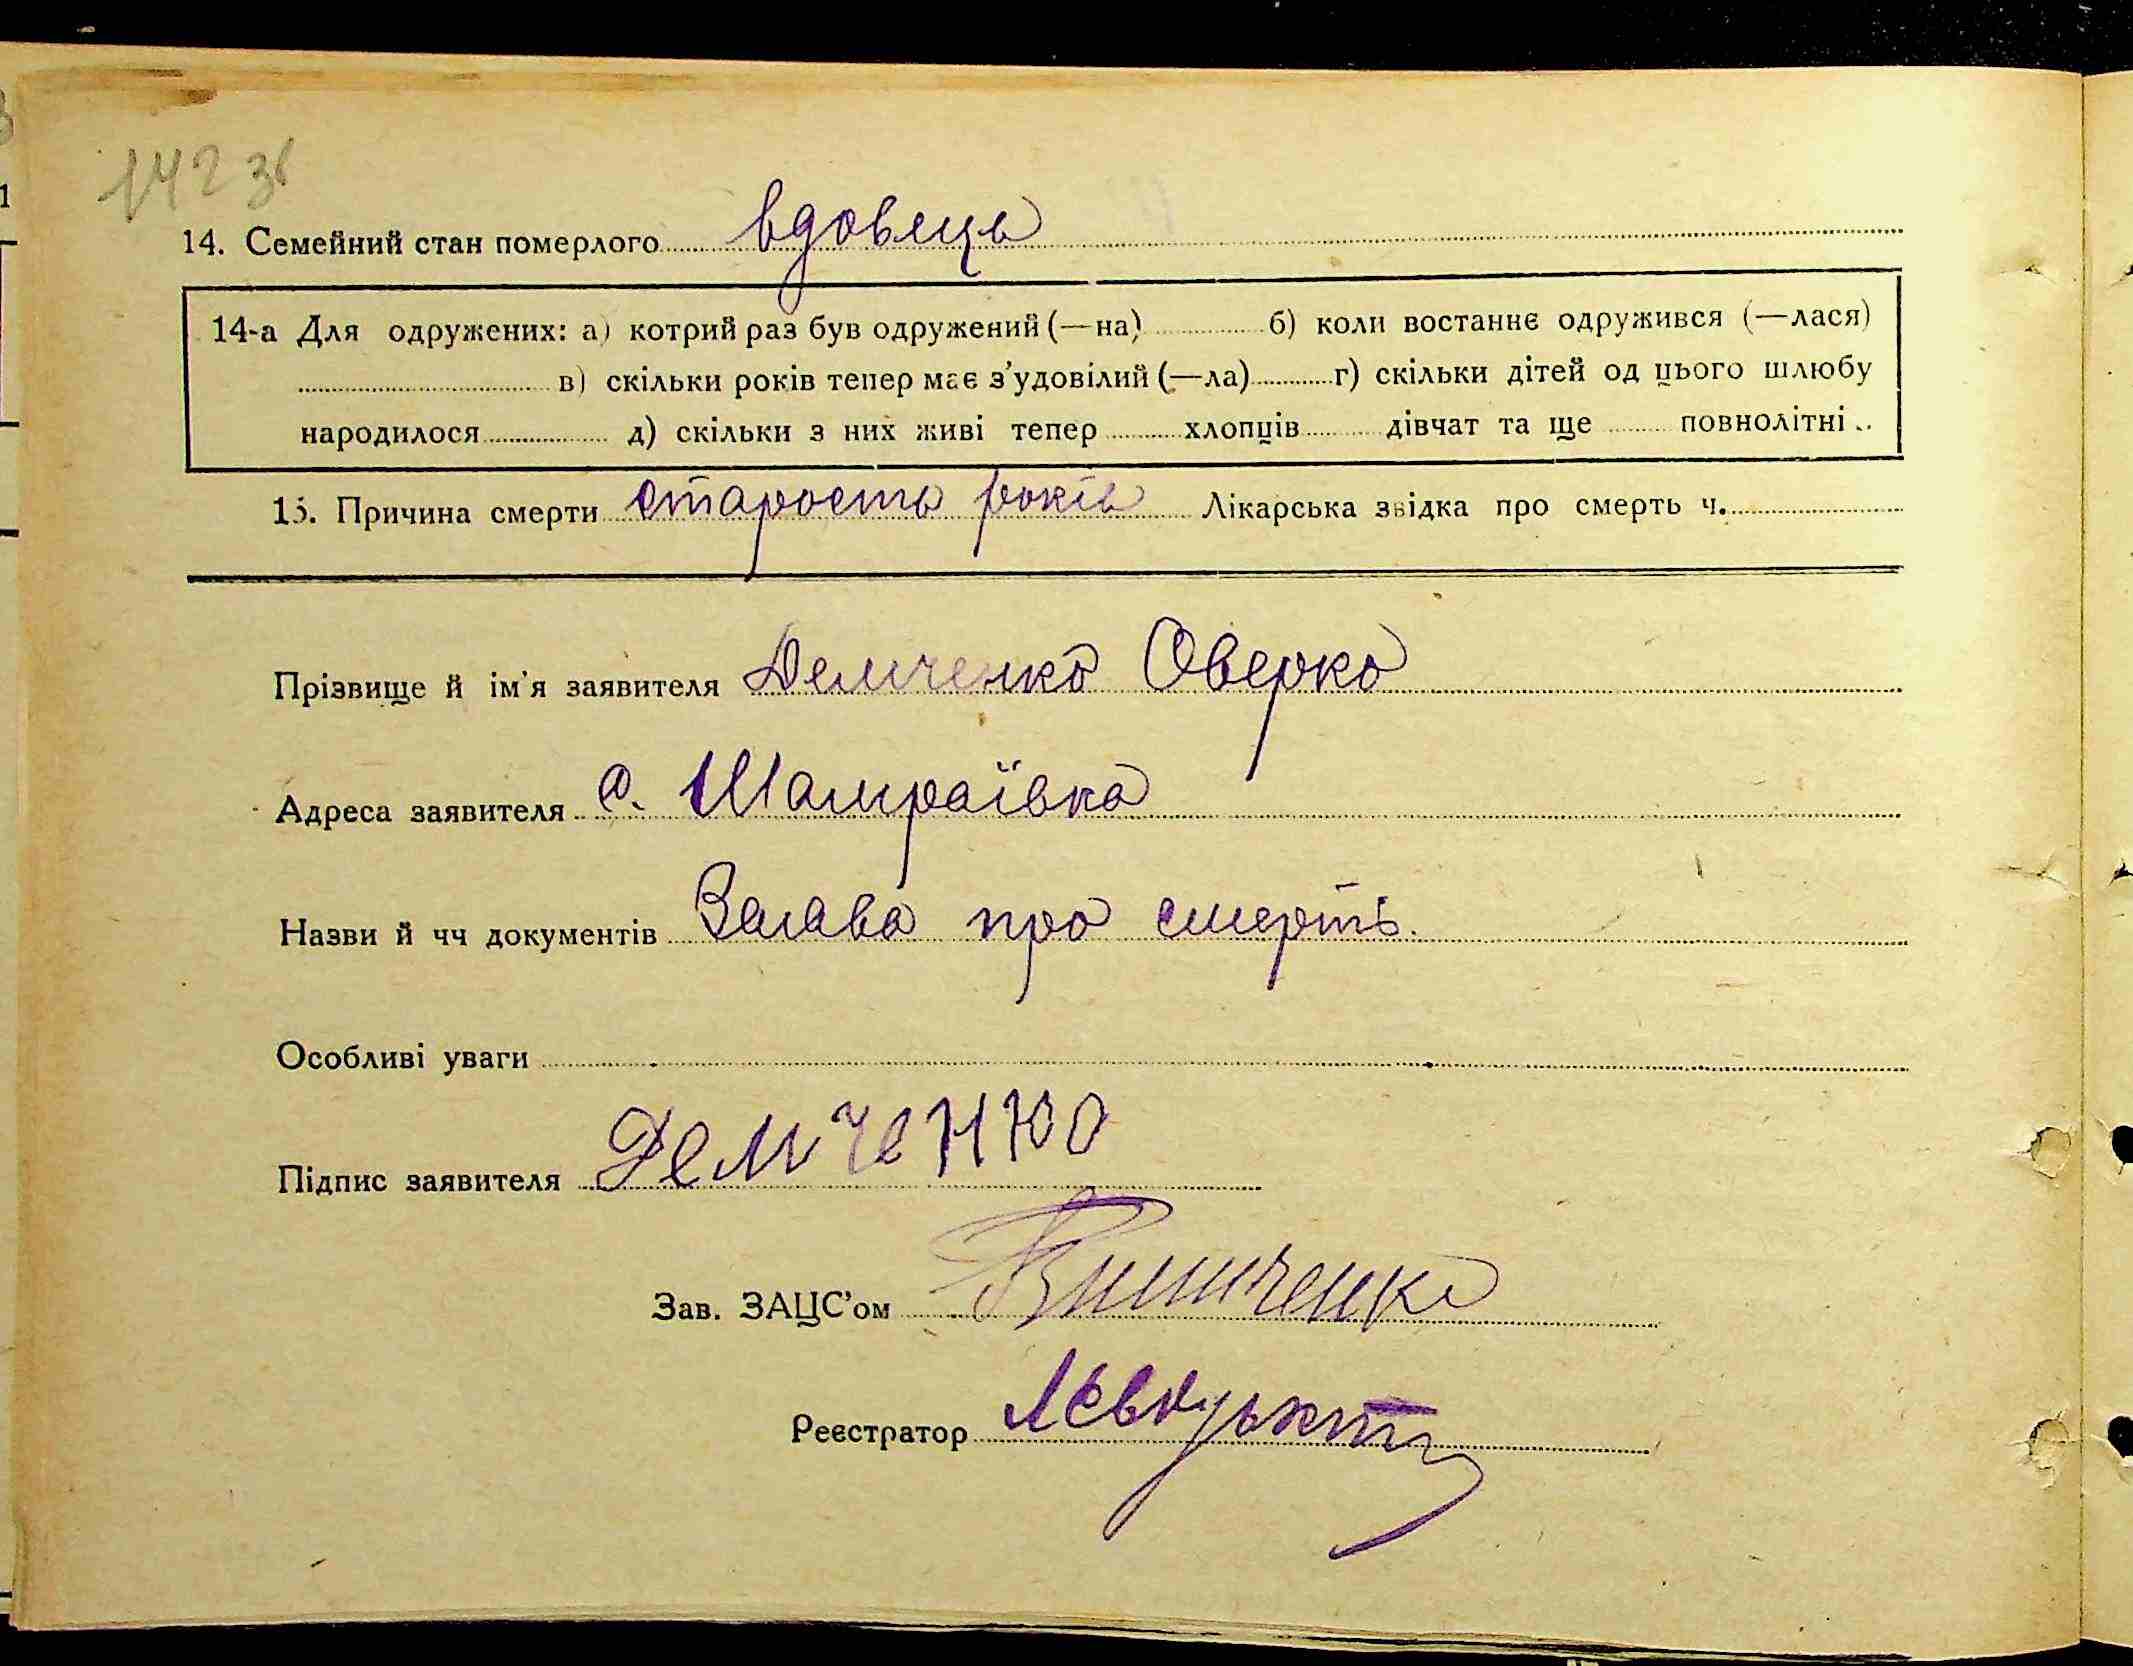 142 зв
14. Семейний стан померлого вдовець
14-а Для одружених: а) котрий раз був одружений (—на) б) коли востаннє одружився (—лася)
в) скільки років тепер має з'удовілий (—ла) г) скільки дітей од цього шлюбу
народилося д) скільки з них живі тепер хлопців дівчат та ще повнолітні
15. Причина смерти старость років Лікарська звідка про смерть ч.
Прізвище й ім'я заявителя Демченко Оверко
Адреса заявителя с. Шамраївка
Назви й чч документів Заява про смерть.
Особливі уваги
Підпис заявителя Демченко
Зав. ЗАЦС'ом
Реєстратор